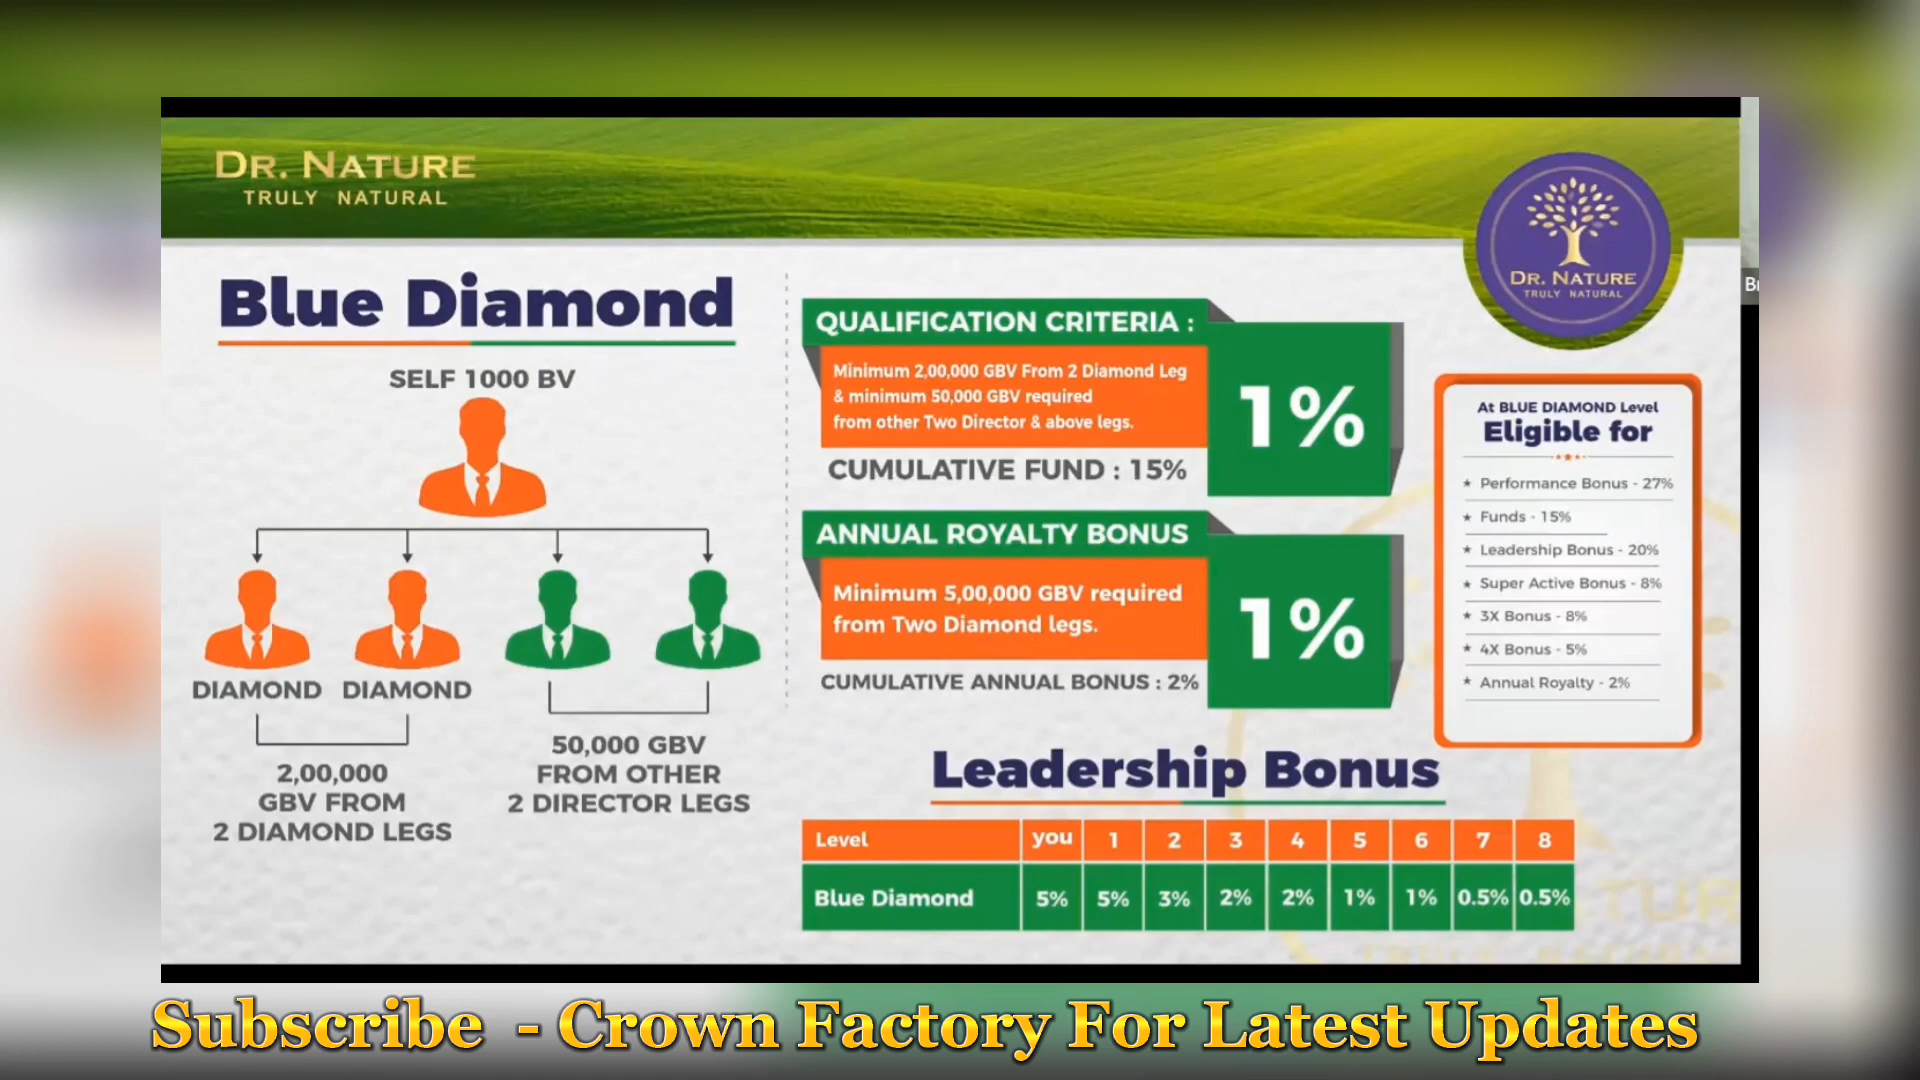 DR. NATURE
TRULY NATURAL
DR. NATURE
TRULY NATURAL
Blue Diamond
SELF 1000 BV
DIAMOND DIAMOND
2,00,000
GBV FROM
2 DIAMOND LEGS
50,000 GBV
FROM OTHER
2 DIRECTOR LEGS
QUALIFICATION CRITERIA :
Minimum 2,00,000 GBV From 2 Diamond Leg
& minimum 50,000 GBV required
from other Two Director & above legs.
1%
CUMULATIVE FUND : 15%
ANNUAL ROYALTY BONUS
Minimum 5,00,000 GBV required
from Two Diamond legs.
1%
CUMULATIVE ANNUAL BONUS : 2%
At BLUE DIAMOND Level
Eligible for
★ Performance Bonus - 27%
★ Funds - 15%
★ Leadership Bonus - 20%
★ Super Active Bonus - 8%
★ 3X Bonus - 8%
★ 4X Bonus - 5%
★ Annual Royalty - 2%
Leadership Bonus
Level you 1 2 3 4 5 6 7 8
Blue Diamond 5% 5% 3% 2% 2% 1% 1% 0.5% 0.5%
Subscribe - Crown Factory For Latest Updates